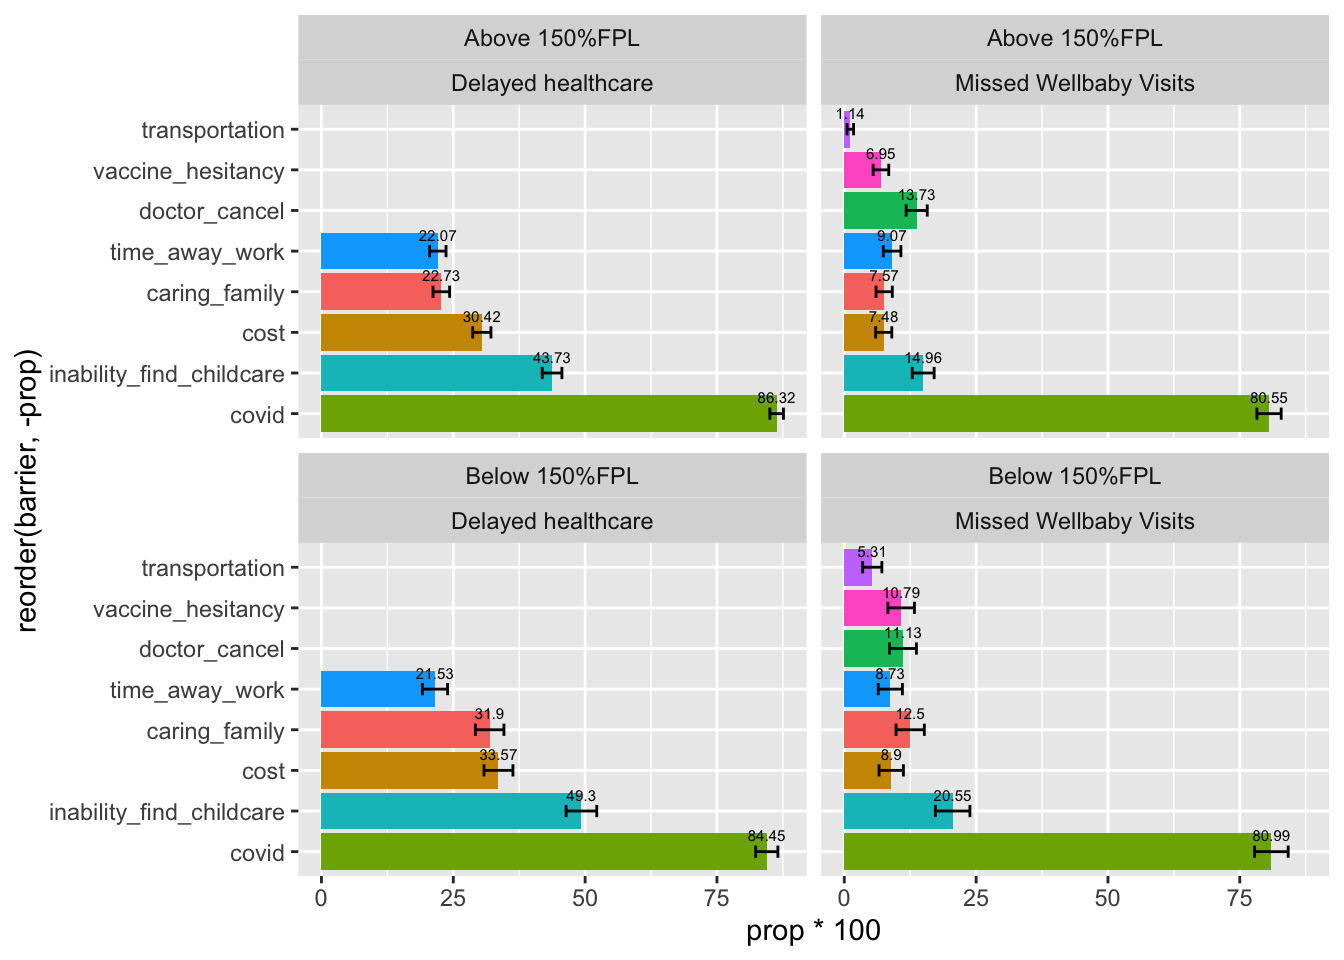 Above 150%FPL
Above 150%FPL
Delayed healthcare
Missed Wellbaby Visits
transportation
1.14
vaccine_hesitancy
6.95
doctor_cancel
13.73
time_away_work
22.07
9.07
caring_family
22.73
7.57
cost
30.42
7.48
inability_find_childcare
43.73
14.96
covid
86.32
80.55
reorder(barrier, -prop)
Below 150%FPL
Below 150%FPL
Delayed healthcare
Missed Wellbaby Visits
transportation
5.31
vaccine_hesitancy
10.79
doctor_cancel
11.13
time_away_work
21.53
8.73
caring_family
31.9
12.5
cost
33.57
8.9
inability_find_childcare
49.3
20.55
covid
84.45
80.99
0 25 50 75
0 25 50 75
prop * 100